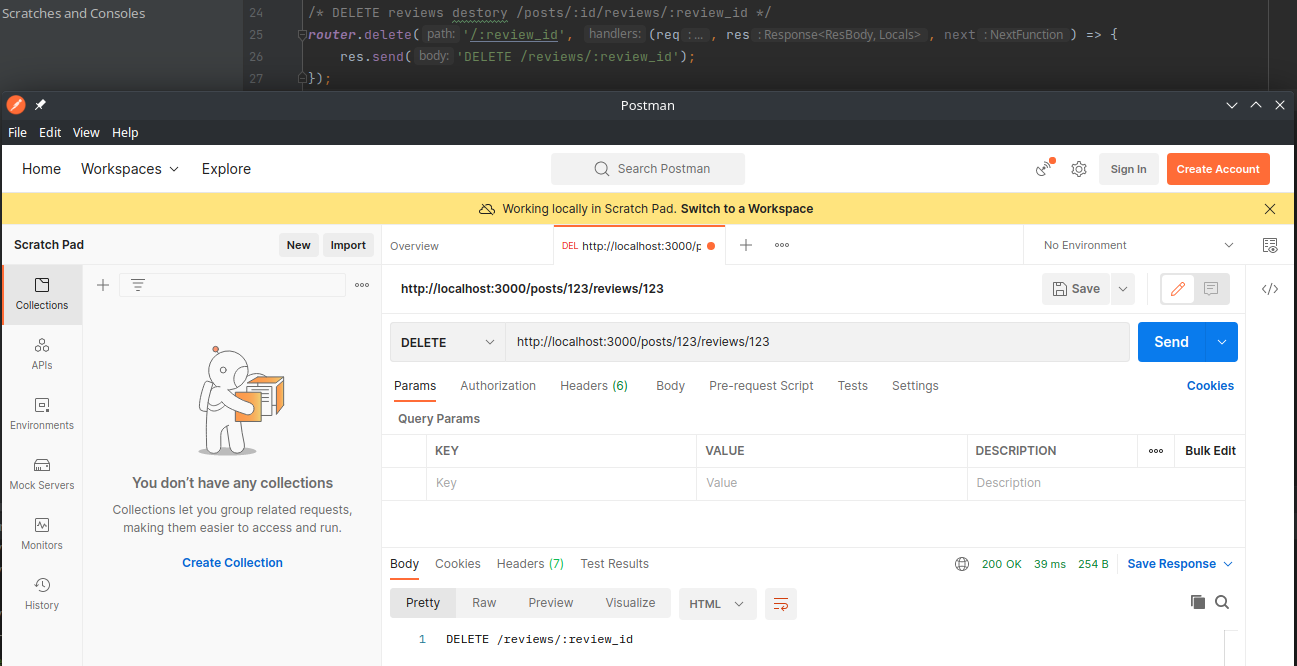 Scratches and Consoles
24 /* DELETE reviews destory /posts/:id/reviews/:review_id */
25 router.delete( path: '/:review_id', handlers: (req :… , res : Response<ResBody, Locals> , next : NextFunction ) => {
26 res.send( body: 'DELETE /reviews/:review_id');
27 });
Postman
File Edit View Help
Home Workspaces Explore Search Postman Sign In Create Account
Working locally in Scratch Pad. Switch to a Workspace
Scratch Pad New Import Overview DEL http://localhost:3000/p No Environment
http://localhost:3000/posts/123/reviews/123 Save
Collections
DELETE http://localhost:3000/posts/123/reviews/123 Send
APIs
Params Authorization Headers (6) Body Pre-request Script Tests Settings Cookies
Query Params
Environments
KEY VALUE DESCRIPTION Bulk Edit
Key Value Description
Mock Servers
You don't have any collections
Collections let you group related requests,
making them easier to access and run.
Create Collection
Monitors
History
Body Cookies Headers (7) Test Results 200 OK 39 ms 254 B Save Response
Pretty Raw Preview Visualize HTML
1 DELETE /reviews/:review_id